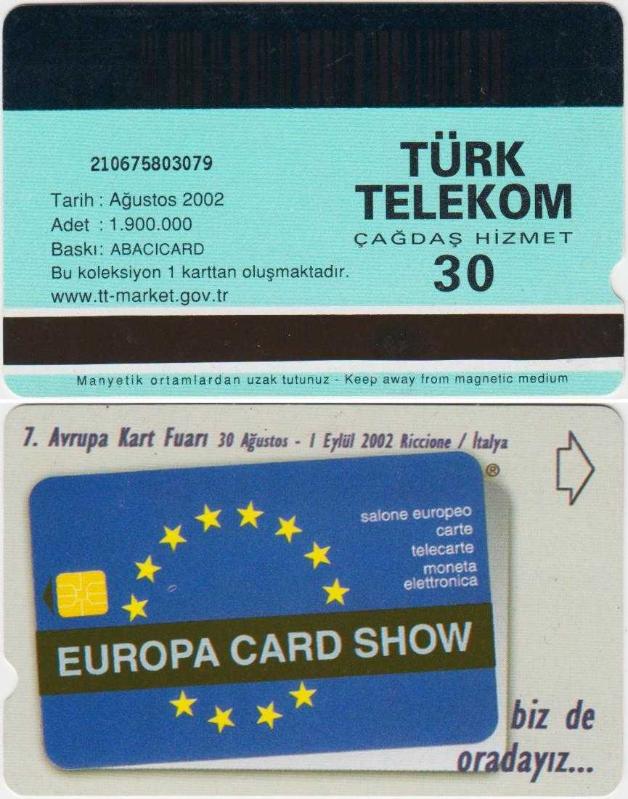 210675803079
Tarih : Ağustos 2002
Adet : 1.900.000
Baskı: ABACICARD
Bu koleksiyon 1 karttan oluşmaktadır.
www.tt-market.gov.tr
TÜRK
TELEKOM
ÇAĞDAŞ HİZMET
30
Manyetik ortamlardan uzak tutunuz - Keep away from magnetic medium
7. Avrupa Kart Fuarı 30 Ağustos - 1 Eylül 2002 Riccione / İtalya
®
salone europeo
carte
telecarte
moneta
elettronica
EUROPA CARD SHOW
biz de
oradayız...